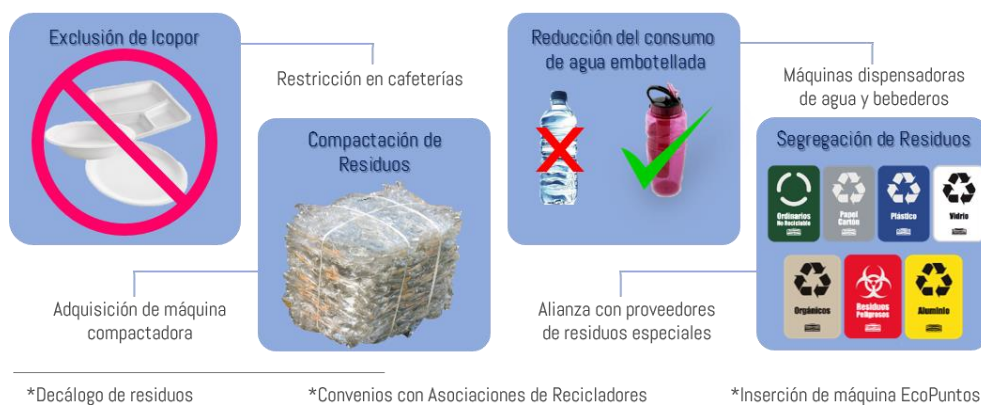 Exclusión de Icopor
Restricción en cafeterías
Compactación de
Residuos
Adquisición de máquina
compactadora
Reducción del consumo
de agua embotellada
Máquinas dispensadoras
de agua y bebederos
Segregación de Residuos
Ordinarios
No Reciclable
Papel
Cartón
Plástico
Vidrio
Orgánicos
Residuos
Peligrosos
Aluminio
Alianza con proveedores
de residuos especiales
*Decálogo de residuos
*Convenios con Asociaciones de Recicladores
*Inserción de máquina EcoPuntos